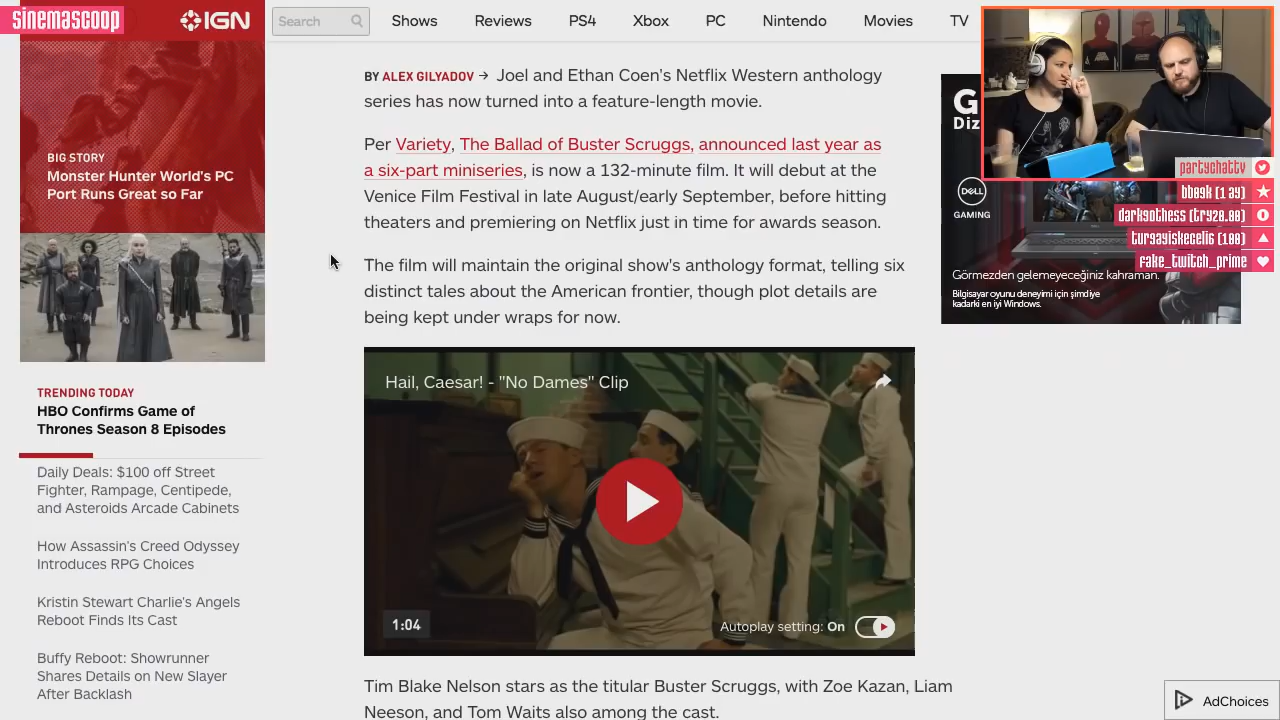 sinemascoop
IGN
Search
Shows
Reviews
PS4
Xbox
PC
Nintendo
Movies
TV
BIG STORY
Monster Hunter World's PC
Port Runs Great so Far
TRENDING TODAY
HBO Confirms Game of
Thrones Season 8 Episodes
Daily Deals: $100 off Street
Fighter, Rampage, Centipede,
and Asteroids Arcade Cabinets
How Assassin's Creed Odyssey
Introduces RPG Choices
Kristin Stewart Charlie's Angels
Reboot Finds Its Cast
Buffy Reboot: Showrunner
Shares Details on New Slayer
After Backlash
BY ALEX GILYADOV → Joel and Ethan Coen's Netflix Western anthology
series has now turned into a feature-length movie.
Per Variety, The Ballad of Buster Scruggs, announced last year as
a six-part miniseries, is now a 132-minute film. It will debut at the
Venice Film Festival in late August/early September, before hitting
theaters and premiering on Netflix just in time for awards season.
The film will maintain the original show's anthology format, telling six
distinct tales about the American frontier, though plot details are
being kept under wraps for now.
Hail, Caesar! - "No Dames" Clip
1:04
Autoplay setting: On
Tim Blake Nelson stars as the titular Buster Scruggs, with Zoe Kazan, Liam
Neeson, and Tom Waits also among the cast.
G
Diz
DELL
GAMING
partychattv
darkgothess (try20.00)
turgayiskeceli6 (100)
fake_twitch_prime
Görmezden gelemeyeceğiniz kahraman.
Bilgisayar oyunu deneyimi için şimdiye
kadarki en iyi Windows.
AdChoices